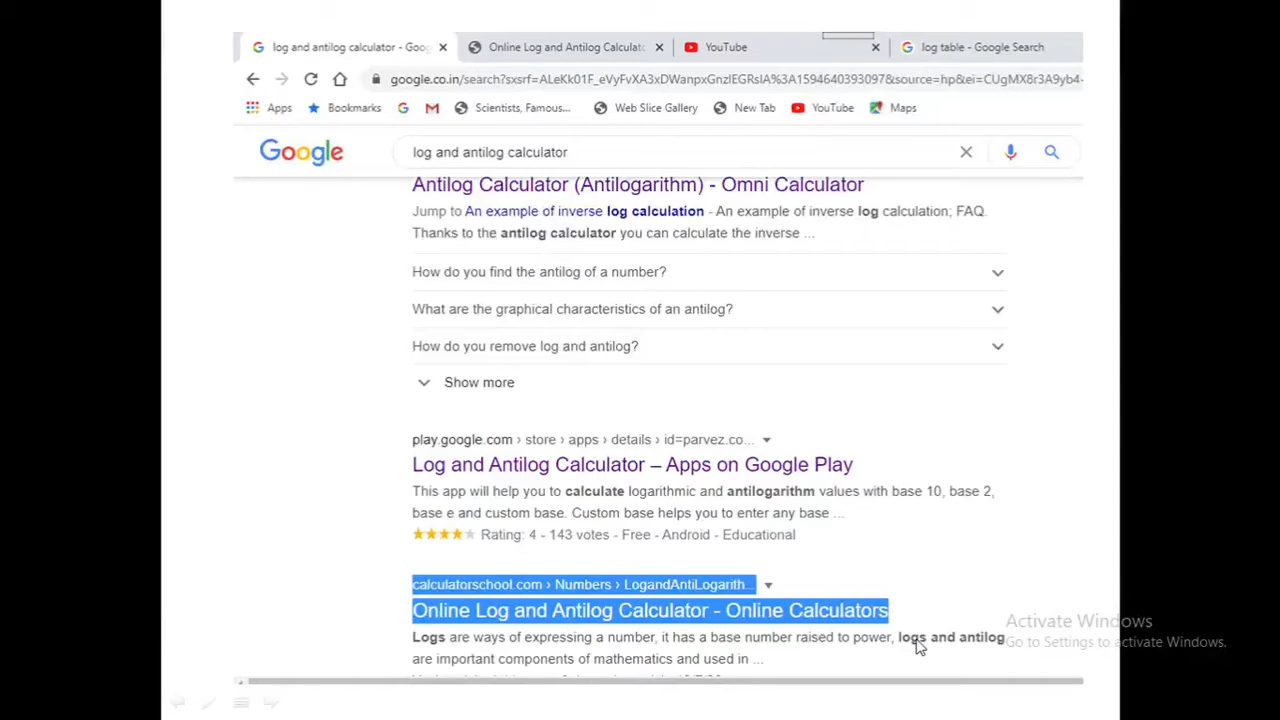 log and antilog calculator - Goog
Online Log and Antilog Calculat
YouTube
log table - Google Search
google.co.in/search?sxsrf=ALeKk01F_eVyFvXA3xDWanpxGnzIEGRsIA%3A1594640393097&source=hp&ei=CUgMX8r3A9yb4-
Apps
Bookmarks
Scientists, Famous...
Web Slice Gallery
New Tab
YouTube
Maps
Google
log and antilog calculator
Antilog Calculator (Antilogarithm) - Omni Calculator
Jump to An example of inverse log calculation - An example of inverse log calculation; FAQ.
Thanks to the antilog calculator you can calculate the inverse ...
How do you find the antilog of a number?
What are the graphical characteristics of an antilog?
How do you remove log and antilog?
Show more
play.google.com › store › apps › details › id=parvez.co...
Log and Antilog Calculator – Apps on Google Play
This app will help you to calculate logarithmic and antilogarithm values with base 10, base 2,
base e and custom base. Custom base helps you to enter any base ...
Rating: 4 - 143 votes - Free - Android - Educational
calculatorschool.com › Numbers › LogandAntiLogarith...
Online Log and Antilog Calculator - Online Calculators
Logs are ways of expressing a number, it has a base number raised to power, logs and antilog
are important components of mathematics and used in ...
Activate Windows
Go to Settings to activate Windows.